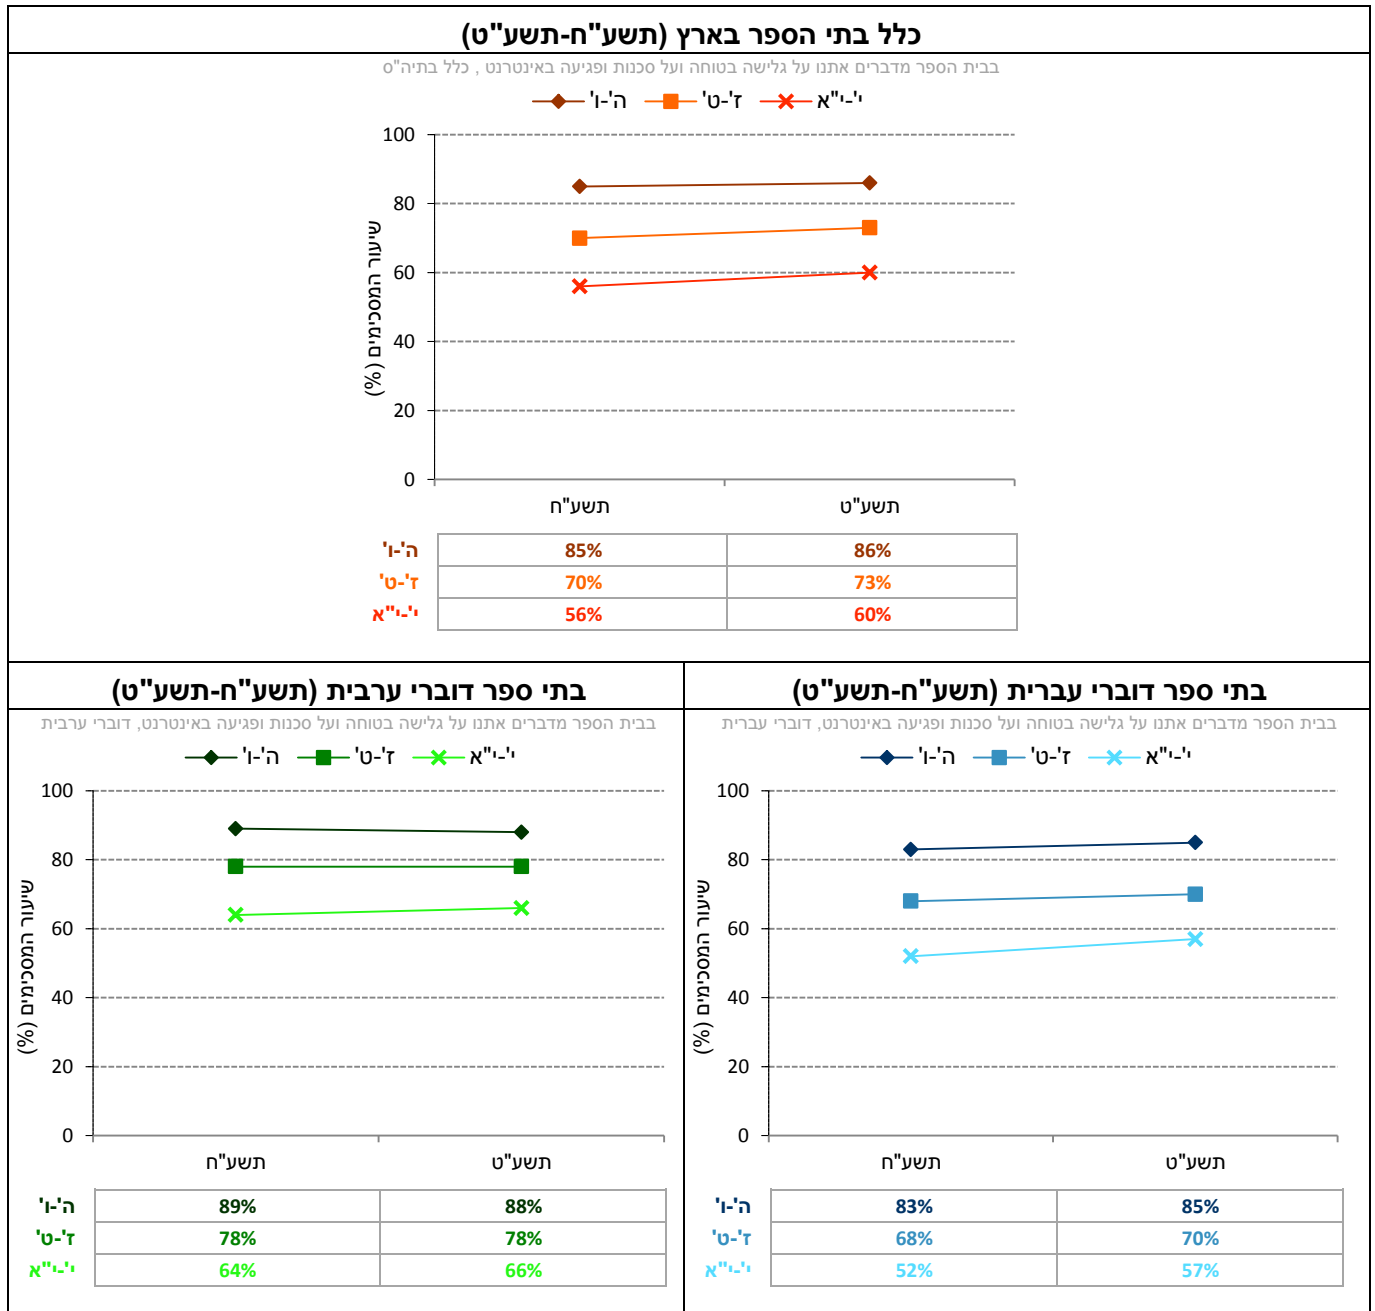 כלל בתי הספר בארץ (תשע"ח-תשע"ט)
בבית הספר מדברים אתנו על גלישה בטוחה ועל סכנות ופגיעה באינטרנט , כלל בתיה"ס
ה'-ו' ז'-ט' י'-י"א
שיעור המסכימים (%)
100
80
60
40
20
0
תשע"ח תשע"ט
ה'-ו' 85% 86%
ז'-ט' 70% 73%
י'-י"א 56% 60%
בתי ספר דוברי עברית (תשע"ח-תשע"ט)
בבית הספר מדברים אתנו על גלישה בטוחה ועל סכנות ופגיעה באינטרנט, דוברי עברית
ה'-ו' ז'-ט' י'-י"א
שיעור המסכימים (%)
100
80
60
40
20
0
תשע"ח תשע"ט
ה'-ו' 83% 85%
ז'-ט' 68% 70%
י'-י"א 52% 57%
בתי ספר דוברי ערבית (תשע"ח-תשע"ט)
בבית הספר מדברים אתנו על גלישה בטוחה ועל סכנות ופגיעה באינטרנט, דוברי ערבית
ה'-ו' ז'-ט' י'-י"א
שיעור המסכימים (%)
100
80
60
40
20
0
תשע"ח תשע"ט
ה'-ו' 89% 88%
ז'-ט' 78% 78%
י'-י"א 64% 66%